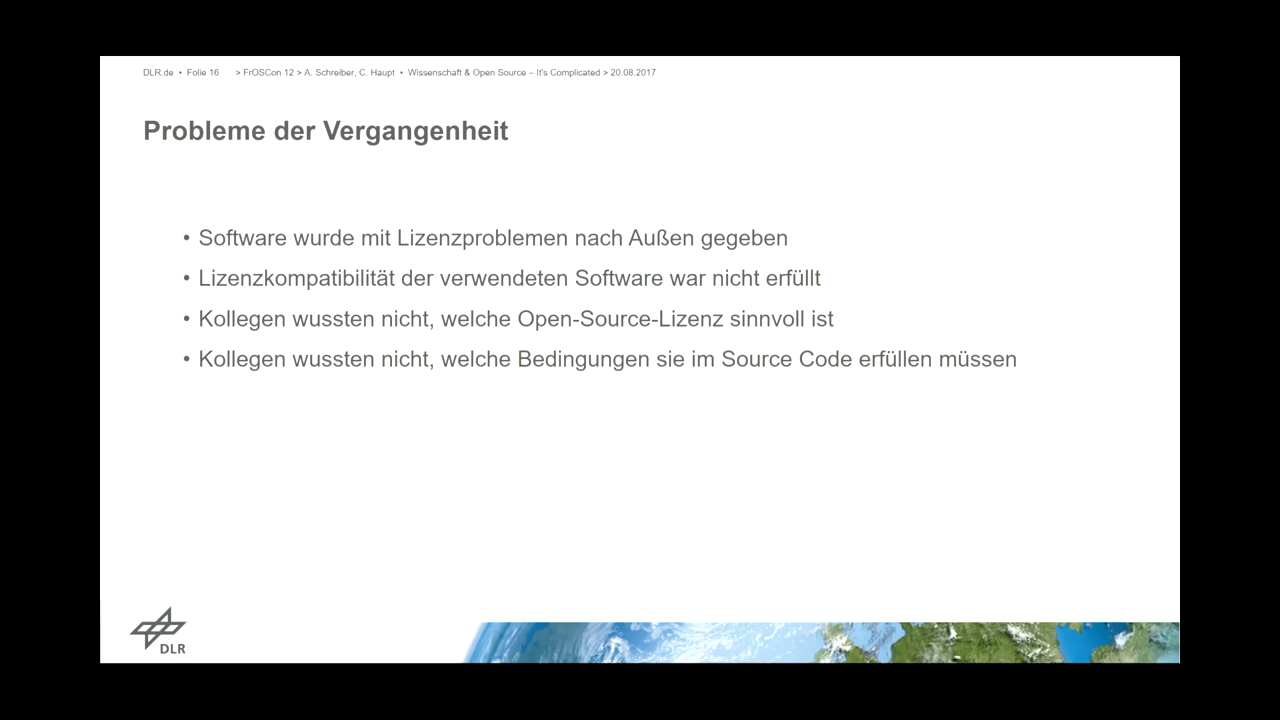 DLR.de • Folie 16 > FrOSCon 12 > A. Schreiber, C. Haupt • Wissenschaft & Open Source – It's Complicated > 20.08.2017
Probleme der Vergangenheit
• Software wurde mit Lizenzproblemen nach Außen gegeben
• Lizenzkompatibilität der verwendeten Software war nicht erfüllt
• Kollegen wussten nicht, welche Open-Source-Lizenz sinnvoll ist
• Kollegen wussten nicht, welche Bedingungen sie im Source Code erfüllen müssen
DLR